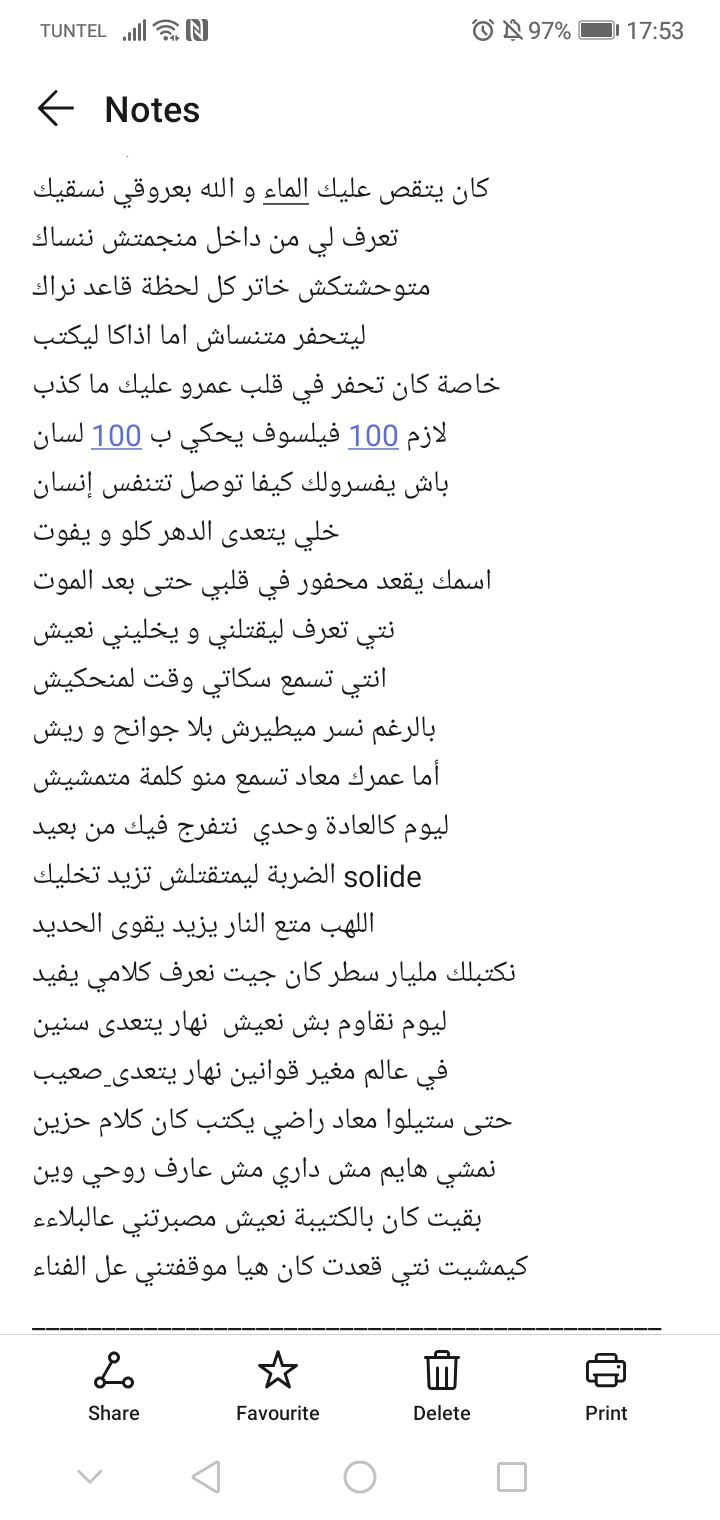 TUNTEL 97% 17:53
Notes
كان يتقص عليك الماء و الله بعروقي نسقيك
تعرف لي من داخل منجمتش ننساك
متوحشتكش خاتر كل لحظة قاعد نراك
ليتحفر متنساش اما اذاكا ليكتب
خاصة كان تحفر في قلب عمرو عليك ما كذب
لازم 100 فيلسوف يحكي ب 100 لسان
باش يفسرولك كيفا توصل تتنفس إنسان
خلي يتعدى الدهر كلو و يفوت
اسمك يقعد محفور في قلبي حتى بعد الموت
نتي تعرف ليقتلني و يخليني نعيش
انتي تسمع سكاتي وقت لمنحكيش
بالرغم نسر ميطيرش بلا جوانح و ريش
أما عمرك معاد تسمع منو كلمة متمشيش
ليوم كالعادة وحدي  نتفرج فيك من بعيد
الضربة ليمتقتلش تزيد تخليك solide
اللهب متع النار يزيد يقوى الحديد
نكتبلك مليار سطر كان جيت نعرف كلامي يفيد
ليوم نقاوم بش نعيش  نهار يتعدى سنين
في عالم مغير قوانين نهار يتعدى_صعيب
حتى ستيلوا معاد راضي يكتب كان كلام حزين
نمشي هايم مش داري مش عارف روحي وين
بقيت كان بالكتيبة نعيش مصبرتني عالبلاءء
كيمشيت نتي قعدت كان هيا موقفتني عل الفناء
Share Favourite Delete Print